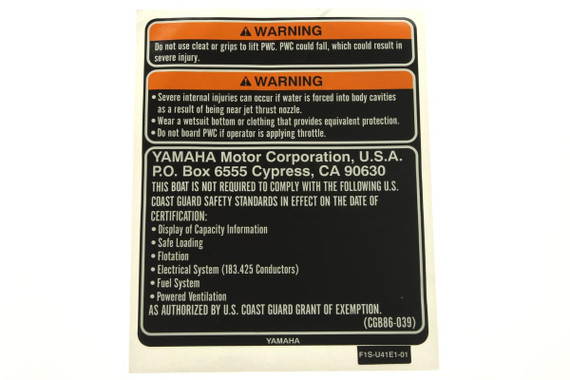 WARNING
Do not use cleat or grips to lift PWC. PWC could fall, which could result in
severe injury.
WARNING
• Severe internal injuries can occur if water is forced into body cavities
as a result of being near jet thrust nozzle.
• Wear a wetsuit bottom or clothing that provides equivalent protection.
• Do not board PWC if operator is applying throttle.
YAMAHA Motor Corporation, U.S.A.
P.O. Box 6555 Cypress, CA 90630
THIS BOAT IS NOT REQUIRED TO COMPLY WITH THE FOLLOWING U.S.
COAST GUARD SAFETY STANDARDS IN EFFECT ON THE DATE OF
CERTIFICATION:
• Display of Capacity Information
• Safe Loading
• Flotation
• Electrical System (183.425 Conductors)
• Fuel System
• Powered Ventilation
AS AUTHORIZED BY U.S. COAST GUARD GRANT OF EXEMPTION.
(CGB86-039)
YAMAHA
F1S-U41E1-01